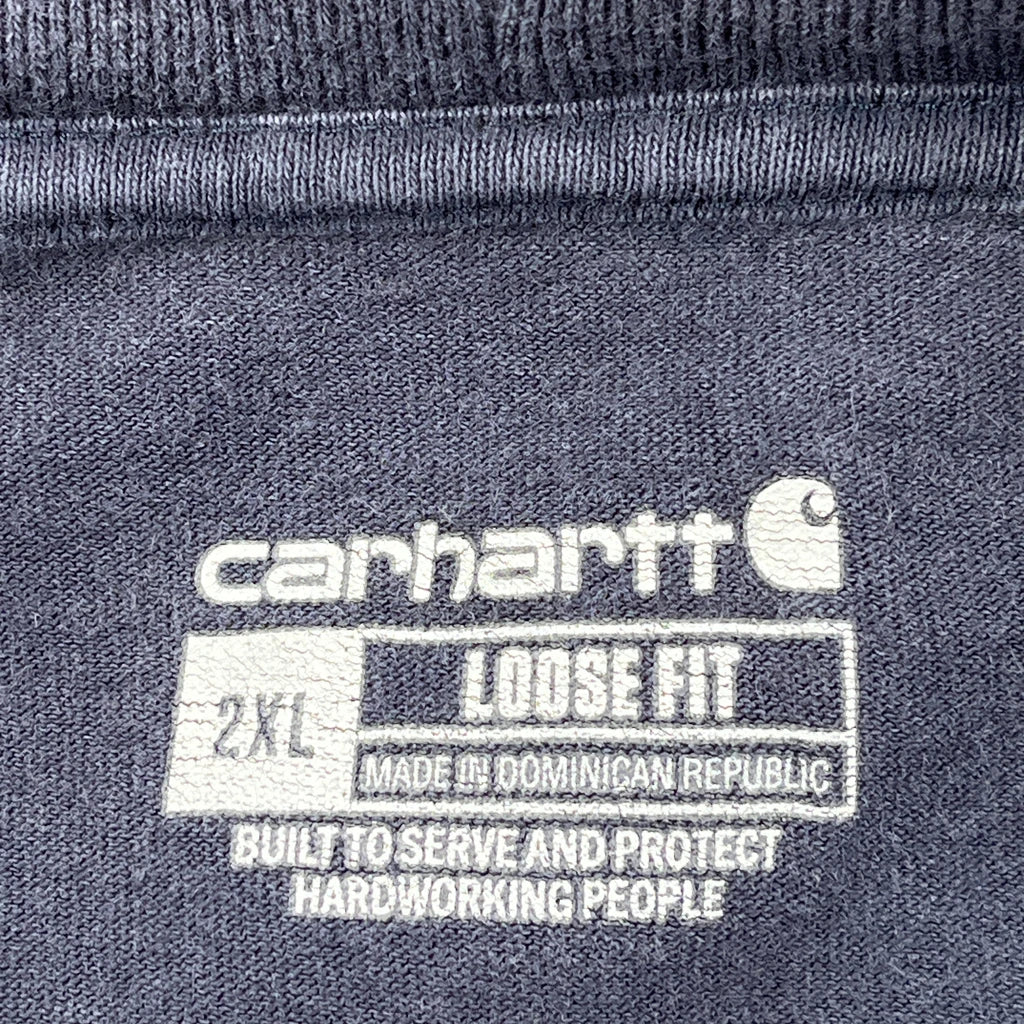 carhartt
2XL
LOOSE FIT
MADE IN DOMINICAN REPUBLIC
BUILT TO SERVE AND PROTECT
HARDWORKING PEOPLE